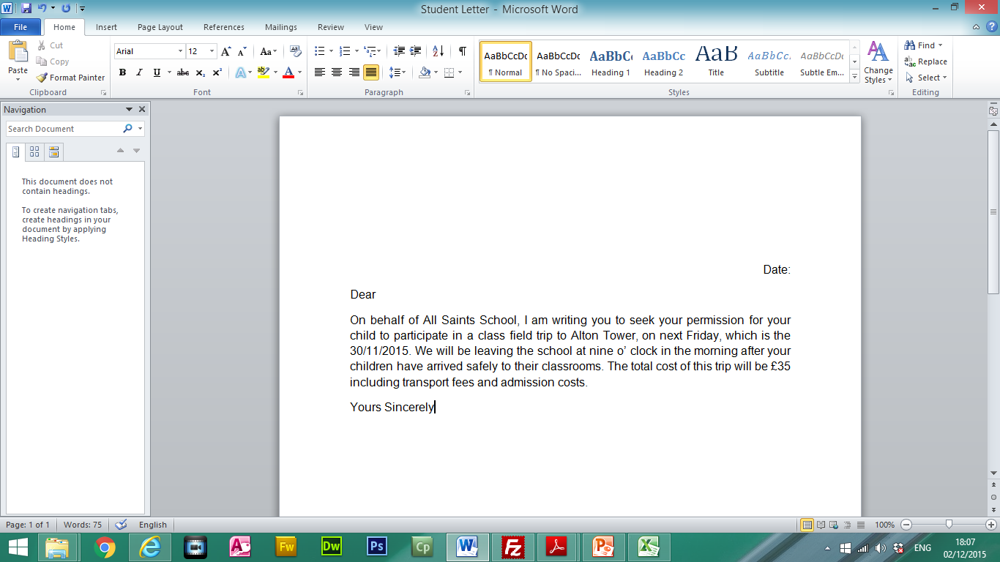 Student Letter - Microsoft Word
File Home Insert Page Layout References Mailings Review View
Paste
Cut
Copy
Format Painter
Clipboard
Arial 12
Font
Paragraph
AaBbCcDc AaBbCcDc AaBbC AaBbCc AaB AaBbCc. AaBbCcDc
¶ Normal ¶ No Spaci... Heading 1 Heading 2 Title Subtitle Subtle Em...
Styles
Change
Styles
Find
Replace
Select
Editing
Navigation
Search Document
This document does not
contain headings.
To create navigation tabs,
create headings in your
document by applying
Heading Styles.
Date:
Dear
On behalf of All Saints School, I am writing you to seek your permission for your
child to participate in a class field trip to Alton Tower, on next Friday, which is the
30/11/2015. We will be leaving the school at nine o’ clock in the morning after your
children have arrived safely to their classrooms. The total cost of this trip will be £35
including transport fees and admission costs.
Yours Sincerely
Page: 1 of 1 Words: 75 English 100%
Fw Dw Ps Cp
ENG 18:07
02/12/2015